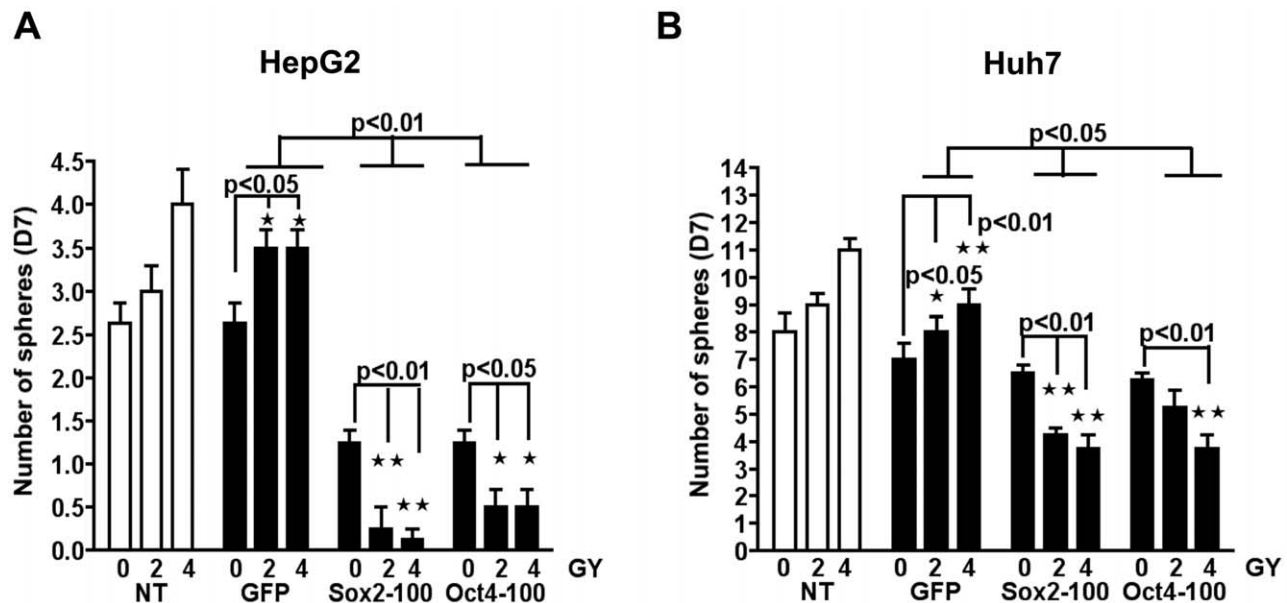 A
HepG2
p<0.01
p<0.05
p<0.01
p<0.05
Number of spheres (D7)
4.5
4.0
3.5
3.0
2.5
2.0
1.5
1.0
0.5
0.0
0 2 4 0 2 4 0 2 4 0 2 4 GY
NT GFP Sox2-100 Oct4-100
B
Huh7
p<0.05
p<0.01
p<0.05
p<0.01
p<0.01
Number of spheres (D7)
14
13
12
11
10
9
8
7
6
5
4
3
2
1
0
0 2 4 0 2 4 0 2 4 0 2 4 GY
NT GFP Sox2-100 Oct4-100